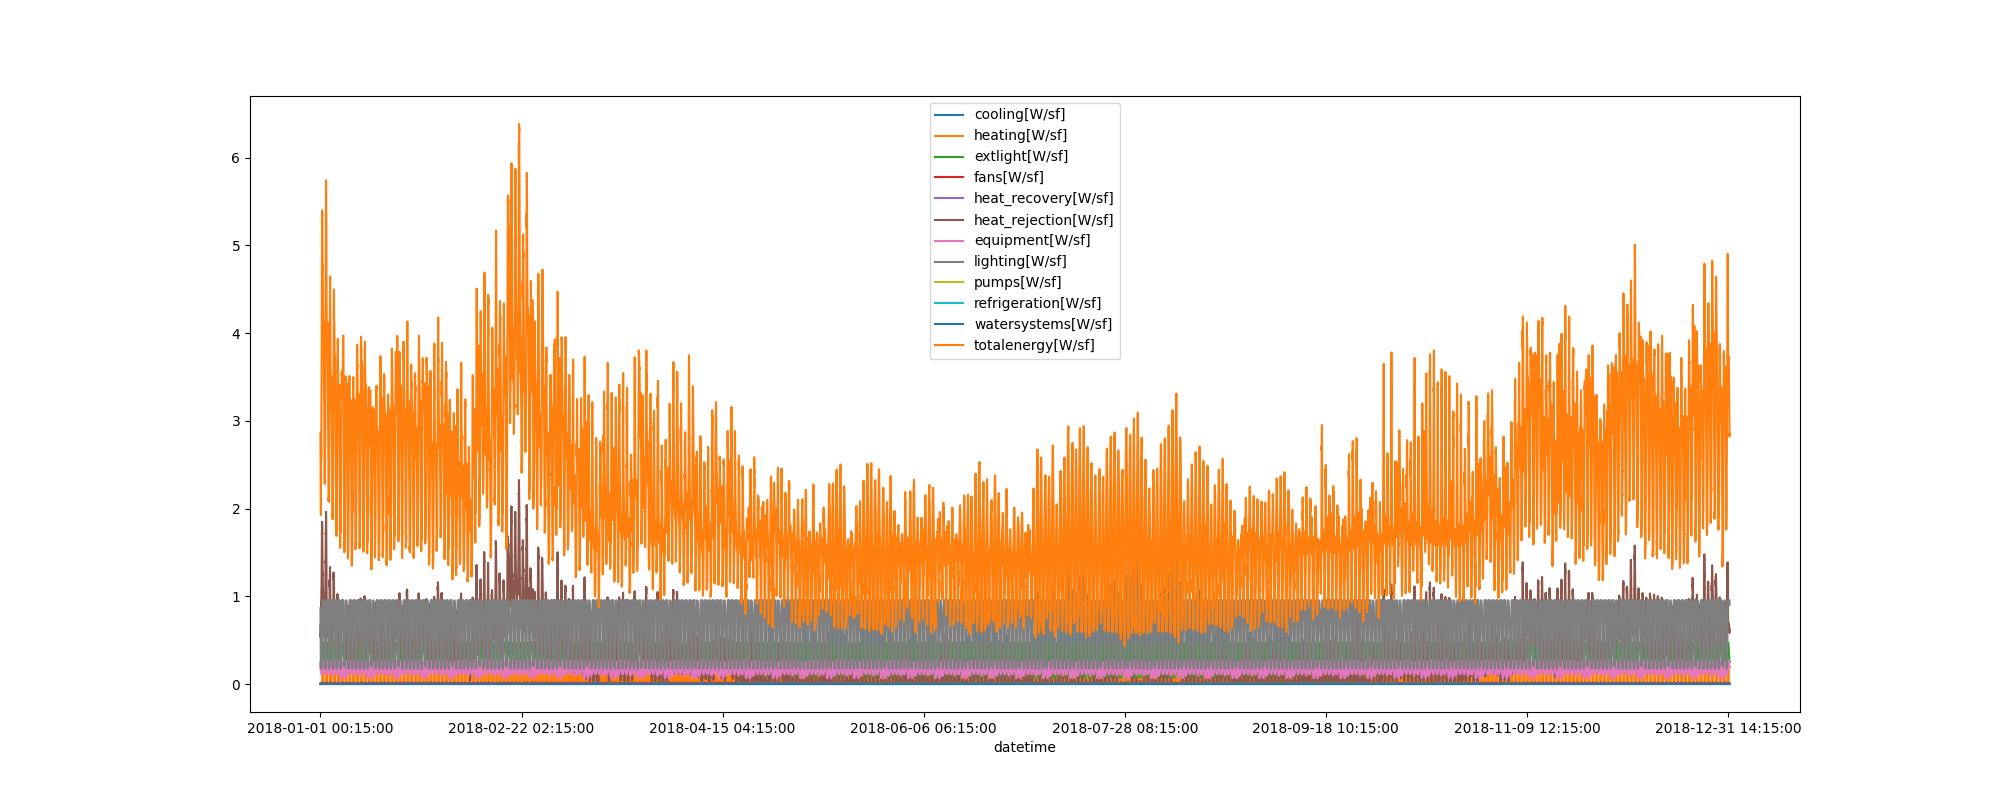 cooling[W/sf]
heating[W/sf]
extlight[W/sf]
fans[W/sf]
heat_recovery[W/sf]
heat_rejection[W/sf]
equipment[W/sf]
lighting[W/sf]
pumps[W/sf]
refrigeration[W/sf]
watersystems[W/sf]
totalenergy[W/sf]
6
5
4
3
2
1
0
2018-01-01 00:15:00 2018-02-22 02:15:00 2018-04-15 04:15:00 2018-06-06 06:15:00 2018-07-28 08:15:00 2018-09-18 10:15:00 2018-11-09 12:15:00 2018-12-31 14:15:00
datetime